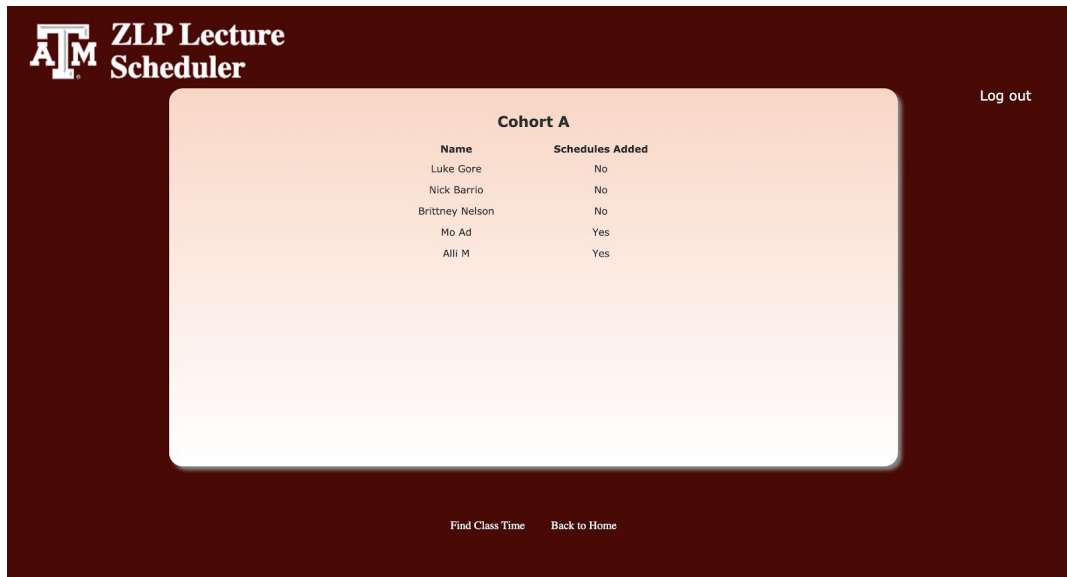 ĀM ZLP Lecture
Scheduler
Log out
Cohort A
Name Schedules Added
Luke Gore No
Nick Barrio No
Brittney Nelson No
Mo Ad Yes
Alli M Yes
Find Class Time Back to Home